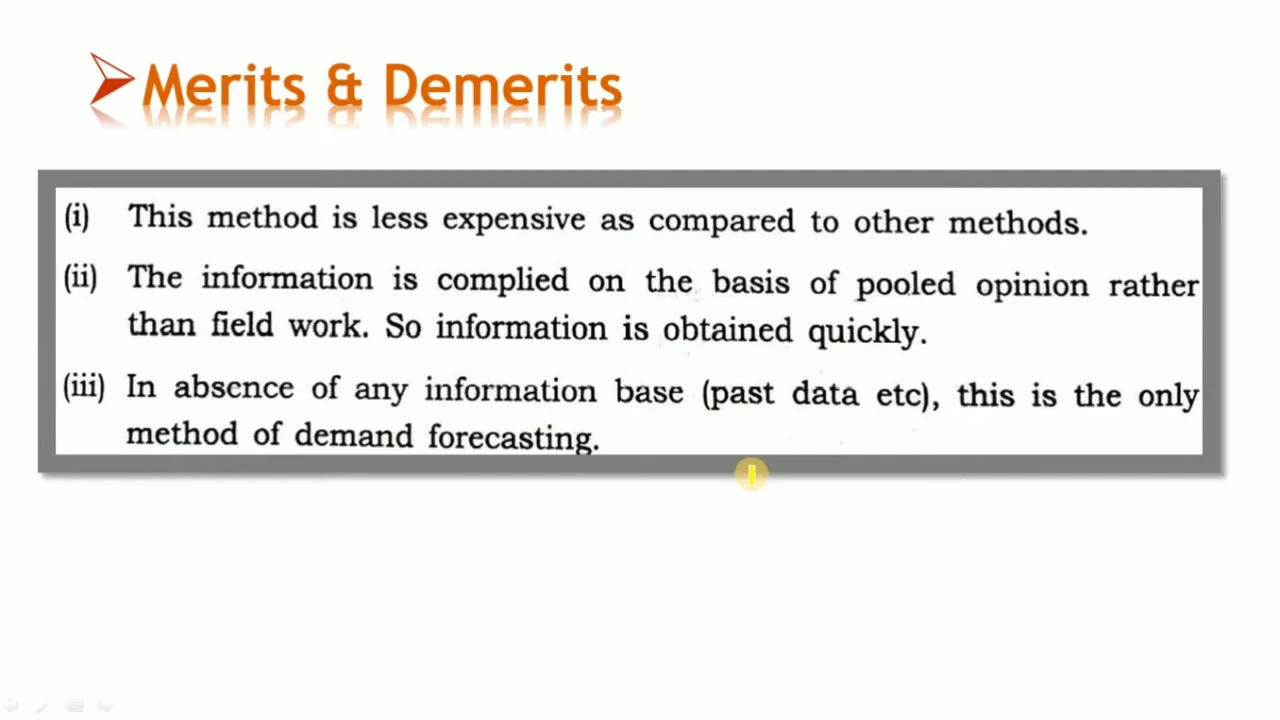 Merits & Demerits
(i) This method is less expensive as compared to other methods.
(ii) The information is complied on the basis of pooled opinion rather
than field work. So information is obtained quickly.
(iii) In absence of any information base (past data etc), this is the only
method of demand forecasting.